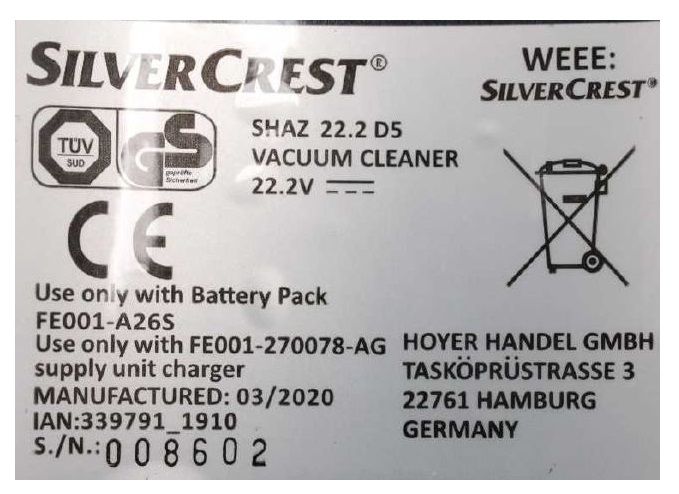 SILVERCREST®
WEEE:
SILVERCREST®
TÜV
SUD
GS
geprüfte
Sicherheit
SHAZ 22.2 D5
VACUUM CLEANER
22.2V
CE
Use only with Battery Pack
FE001-A26S
Use only with FE001-270078-AG
supply unit charger
MANUFACTURED: 03/2020
IAN:339791_1910
S./N.:008602
HOYER HANDEL GMBH
TASKÖPRÜSTRASSE 3
22761 HAMBURG
GERMANY